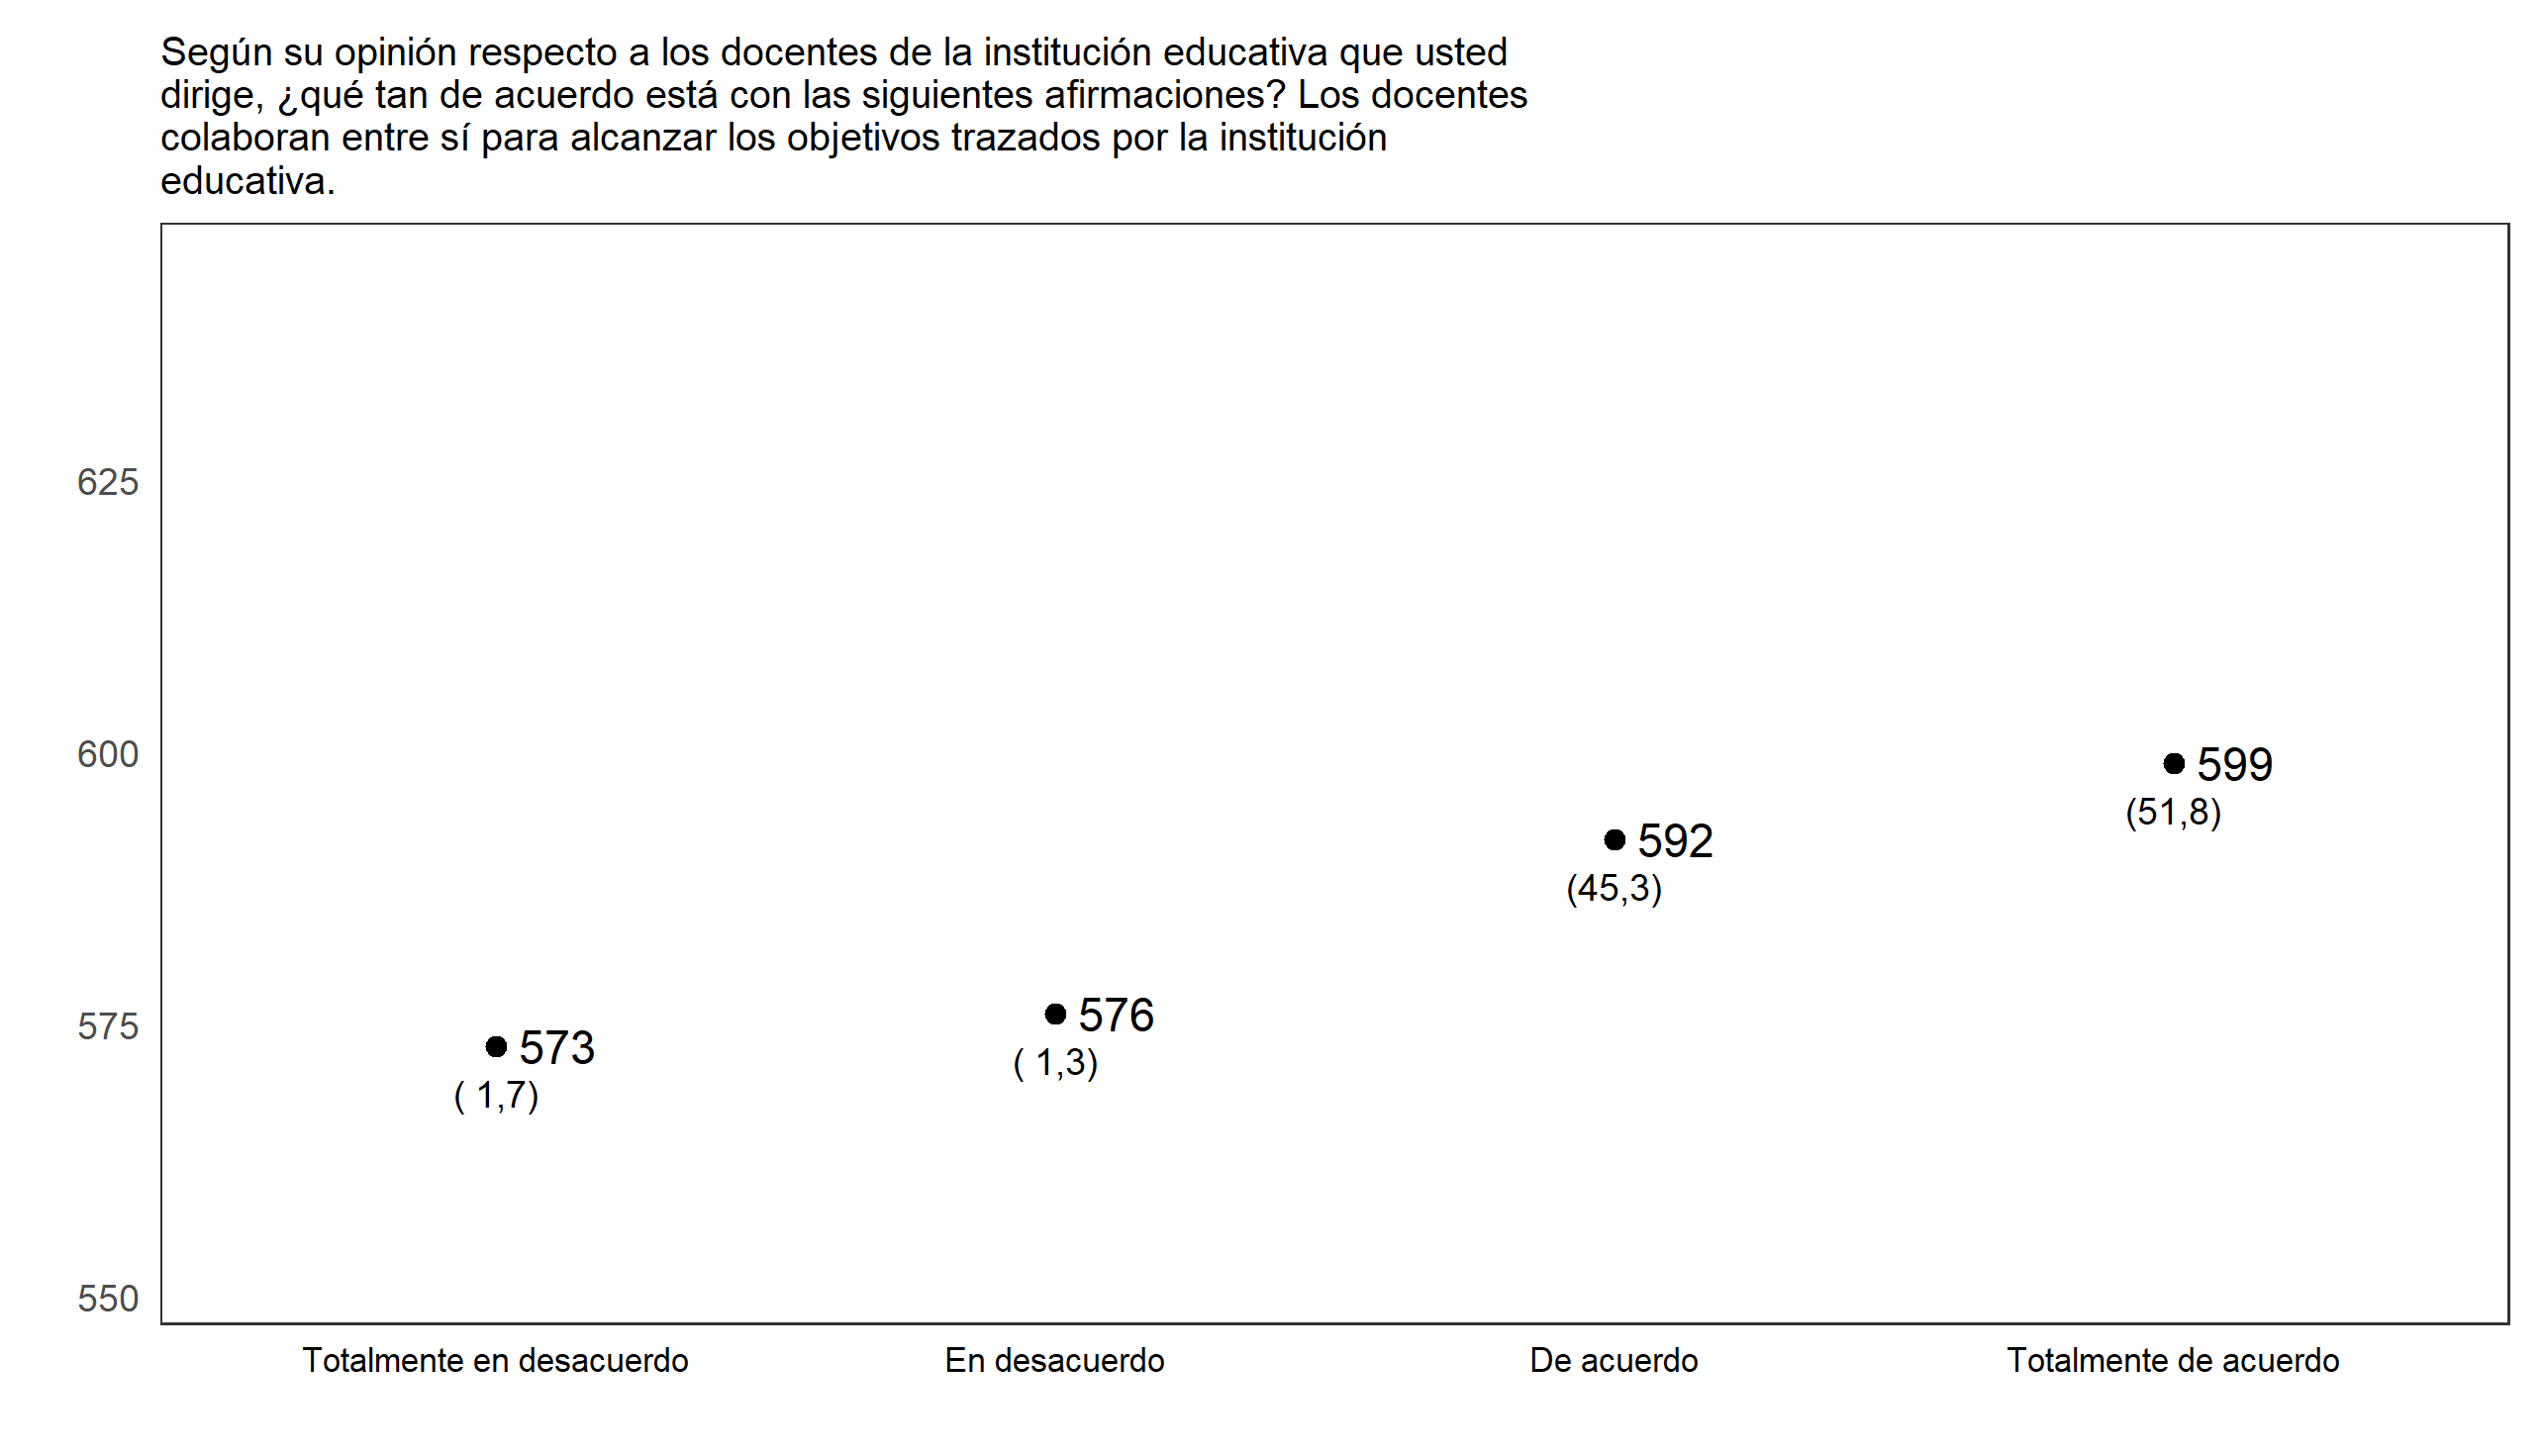 Según su opinión respecto a los docentes de la institución educativa que usted
dirige, ¿qué tan de acuerdo está con las siguientes afirmaciones? Los docentes
colaboran entre sí para alcanzar los objetivos trazados por la institución
educativa.
625
600
575
550
599
(51,8)
592
(45,3)
576
( 1,3)
573
( 1,7)
Totalmente en desacuerdo
En desacuerdo
De acuerdo
Totalmente de acuerdo